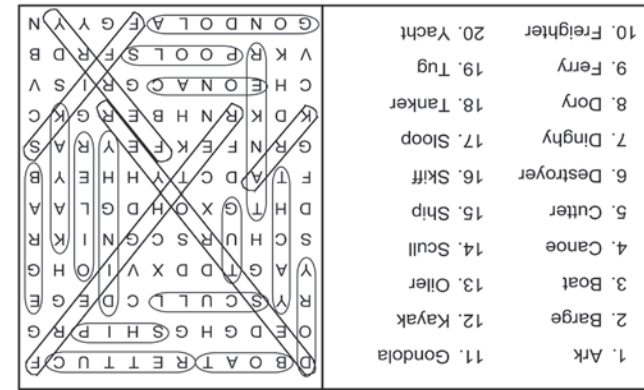 1. Ark 11. Gondola
2. Barge 12. Kayak
3. Boat 13. Oiler
4. Canoe 14. Scull
5. Cutter 15. Ship
6. Destroyer 16. Skiff
7. Dinghy 17. Sloop
8. Dory 18. Tanker
9. Ferry 19. Tug
10. Freighter 20. Yacht
D B O A T R E T T U C F
O E D G H G S H I P R G
R Y S C U L L C D E G E
Y A G T D D X V I O H G
S C H U R S C G N I K R
D H T G X O H D G L A A
F T A D C T Y H H E Y B
G R N F E K F E Y R A S
K D K R N H B E R G K C
C H E O N A C G R I S V
V K R P O O L S F R D B
G O N D O L A F G Y Y N